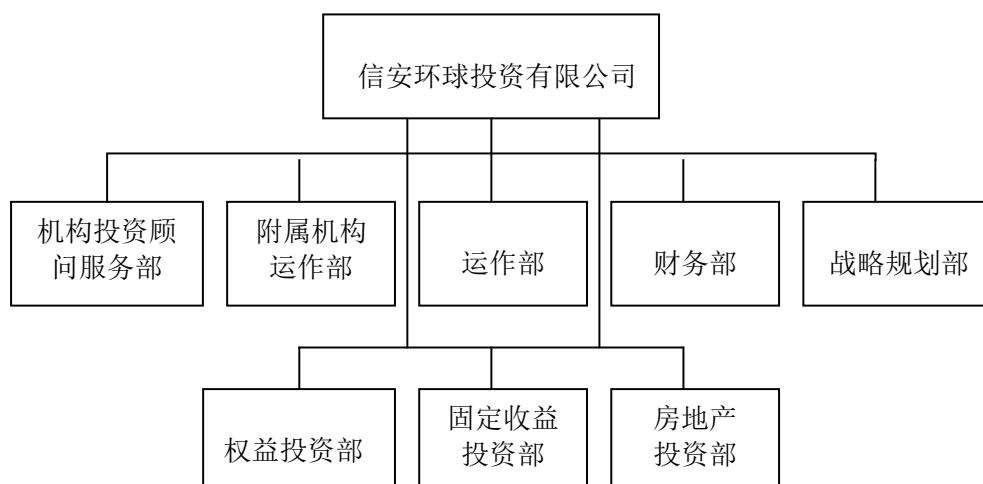 信安环球投资有限公司
机构投资顾
问服务部
附属机构
运作部
运作部
财务部
战略规划部
权益投资部
固定收益
投资部
房地产
投资部